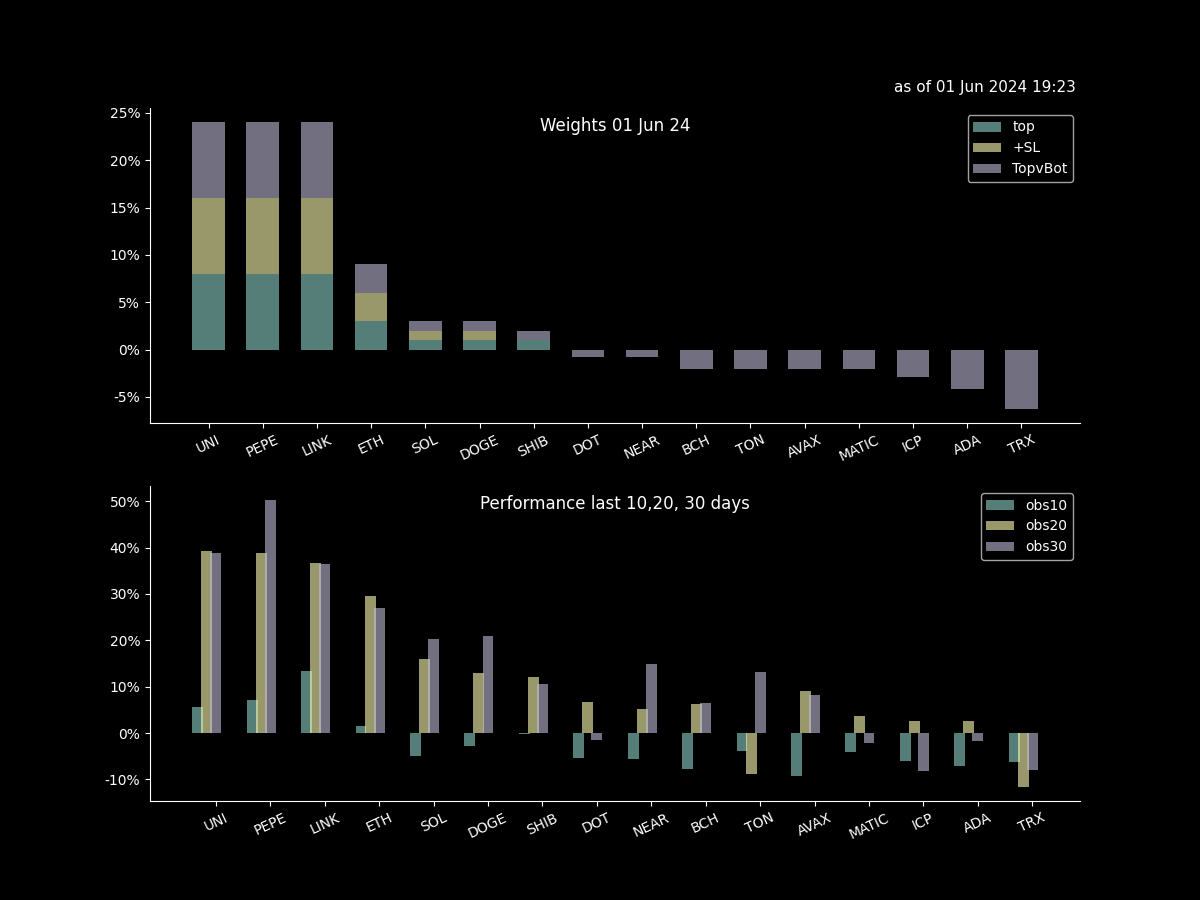 as of 01 Jun 2024 19:23
Weights 01 Jun 24
top
+SL
TopvBot
25%
20%
15%
10%
5%
0%
-5%
UNI PEPE LINK ETH SOL DOGE SHIB DOT NEAR BCH TON AVAX MATIC ICP ADA TRX
Performance last 10,20, 30 days
obs10
obs20
obs30
50%
40%
30%
20%
10%
0%
-10%
UNI PEPE LINK ETH SOL DOGE SHIB DOT NEAR BCH TON AVAX MATIC ICP ADA TRX